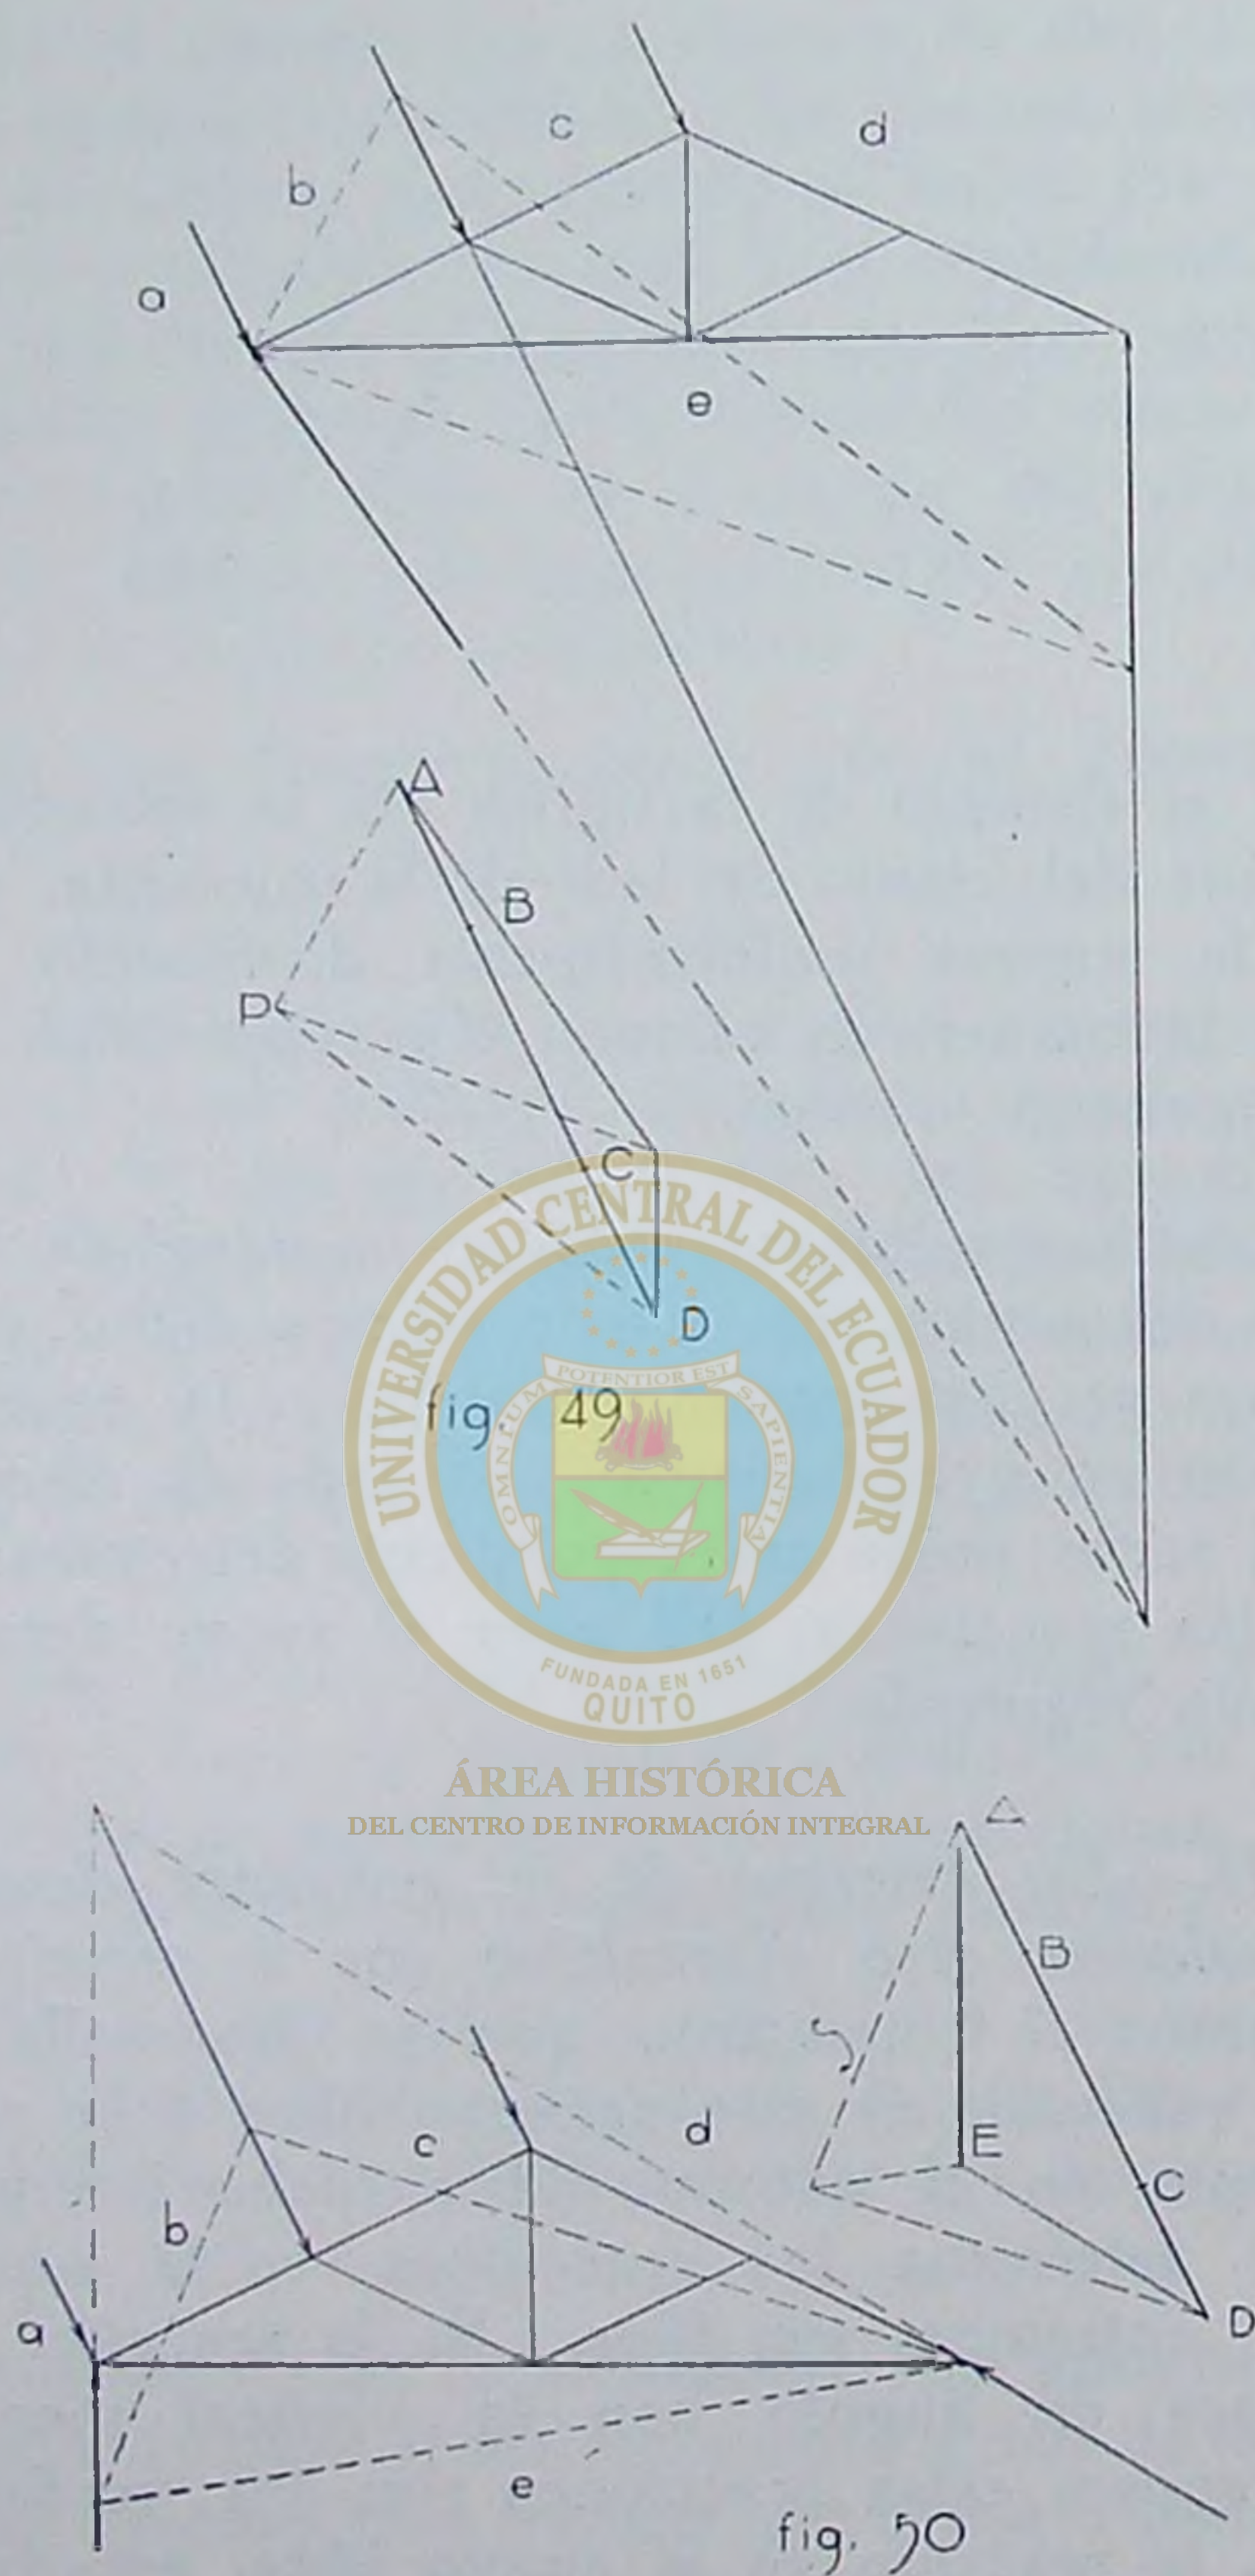 c
d
b
a
e
A
B
P
C
D
fig. 49
UNIVERSIDAD CENTRAL DEL ECUADOR
OMNIUM POTENTIOR EST SAPIENTIA
FUNDADA EN 1651
QUITO
ÁREA HISTÓRICA
DEL CENTRO DE INFORMACIÓN INTEGRAL
A
B
c
d
E
C
b
a
D
e
fig. 50